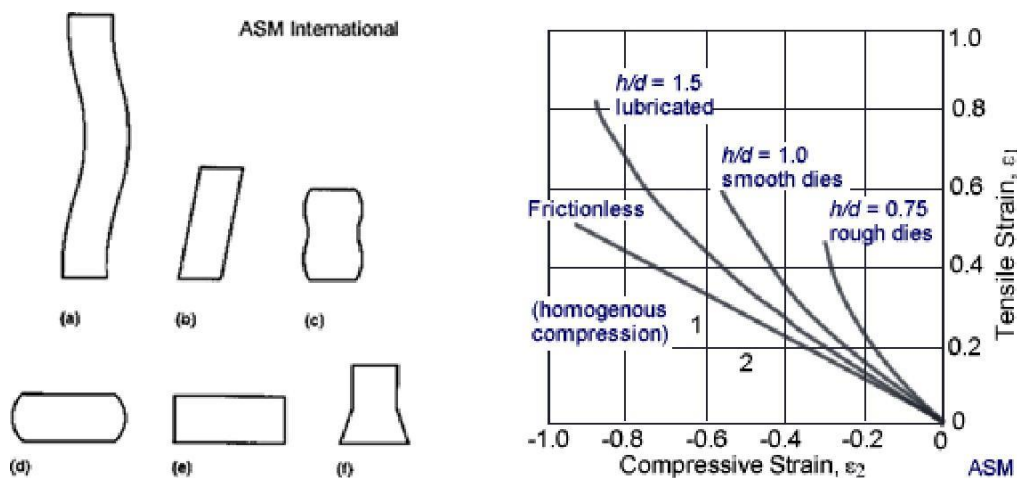 ASM International
(a)
(b)
(c)
(d)
(e)
(f)
h/d = 1.5
lubricated
h/d = 1.0
smooth dies
Frictionless
h/d = 0.75
rough dies
(homogenous
compression)
1
2
1.0
0.8
0.6
0.4
0.2
0
Tensile Strain, ε1
-1.0 -0.8 -0.6 -0.4 -0.2 0
Compressive Strain, ε2
ASM